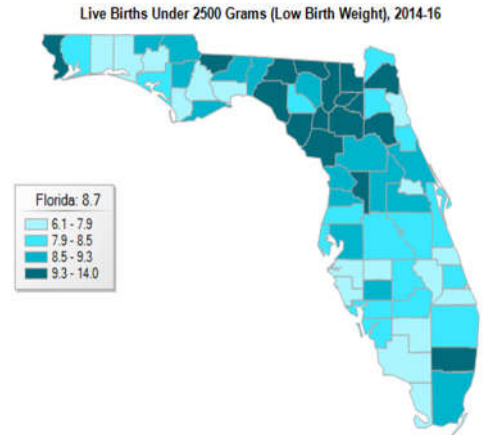 Live Births Under 2500 Grams (Low Birth Weight), 2014-16
Florida: 8.7
6.1 - 7.9
7.9 - 8.5
8.5 - 9.3
9.3 - 14.0